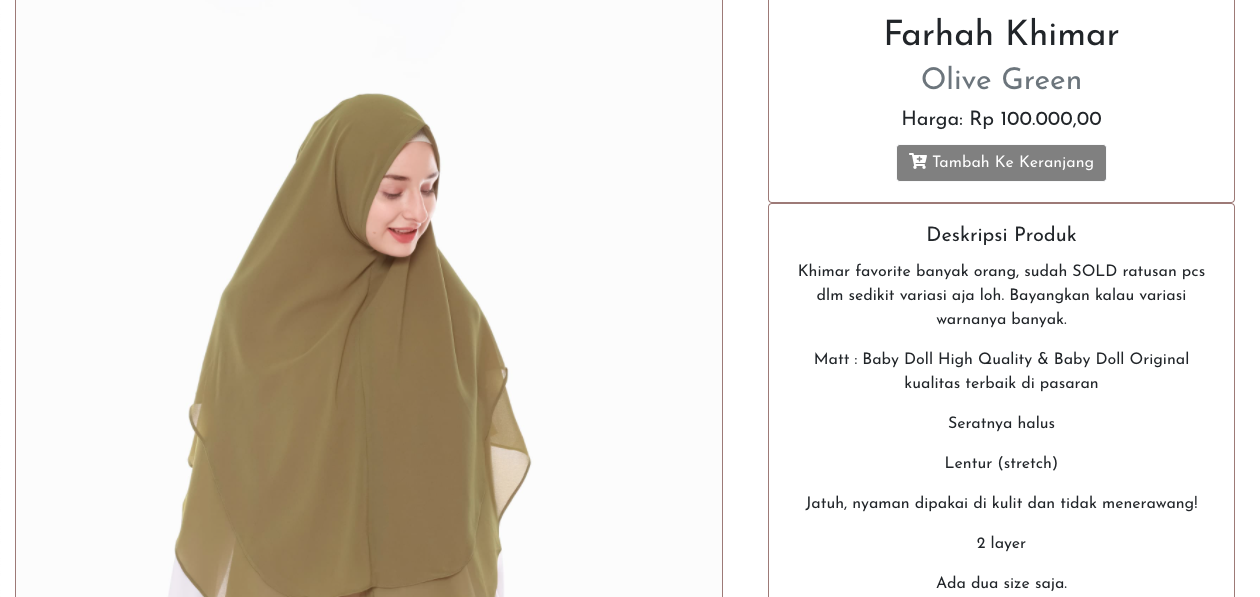 Farhah Khimar
Olive Green
Harga: Rp 100.000,00
Tambah Ke Keranjang
Deskripsi Produk
Khimar favorite banyak orang, sudah SOLD ratusan pcs
dlm sedikit variasi aja loh. Bayangkan kalau variasi
warnanya banyak.
Matt : Baby Doll High Quality & Baby Doll Original
kualitas terbaik di pasaran
Seratnya halus
Lentur (stretch)
Jatuh, nyaman dipakai di kulit dan tidak menerawang!
2 layer
Ada dua size saja.